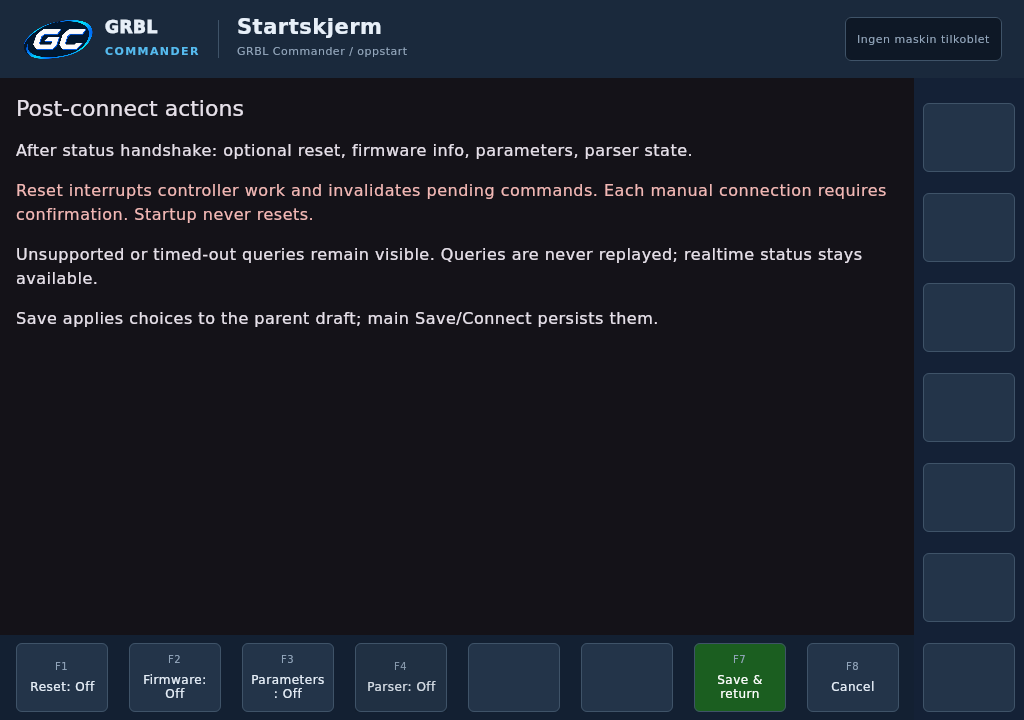 GC
GRBL
COMMANDER
Startskjerm
GRBL Commander / oppstart
Ingen maskin tilkoblet
Post-connect actions
After status handshake: optional reset, firmware info, parameters, parser state.
Reset interrupts controller work and invalidates pending commands. Each manual connection requires
confirmation. Startup never resets.
Unsupported or timed-out queries remain visible. Queries are never replayed; realtime status stays
available.
Save applies choices to the parent draft; main Save/Connect persists them.
F1
Reset: Off
F2
Firmware:
Off
F3
Parameters
: Off
F4
Parser: Off
F7
Save &
return
F8
Cancel